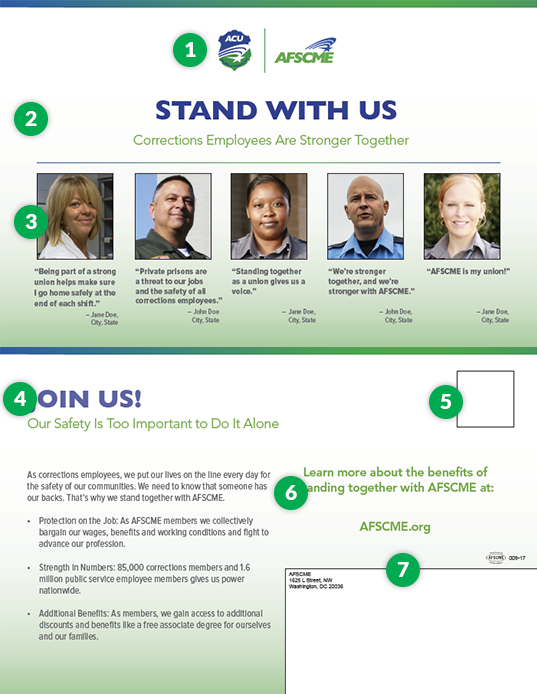 1
ACU
AFSCME
2
STAND WITH US
Corrections Employees Are Stronger Together
3
“Being part of a strong
union helps make sure
I go home safely at the
end of each shift.”
– Jane Doe,
City, State
“Private prisons are
a threat to our jobs
and the safety of all
corrections employees.”
– John Doe
City, State
“Standing together
as a union gives us a
voice.”
– Jane Doe,
City, State
“We’re stronger
together, and we’re
stronger with AFSCME.”
– John Doe,
City, State
“AFSCME is my union!”
– Jane Doe,
City, State
4
OIN US!
Our Safety Is Too Important to Do It Alone
5
As corrections employees, we put our lives on the line every day for
the safety of our communities. We need to know that someone has
our backs. That’s why we stand together with AFSCME.
• Protection on the Job: As AFSCME members we collectively
bargain our wages, benefits and working conditions and fight to
advance our profession.
• Strength in Numbers: 85,000 corrections members and 1.6
million public service employee members gives us power
nationwide.
• Additional Benefits: As members, we gain access to additional
discounts and benefits like a free associate degree for ourselves
and our families.
6
Learn more about the benefits of
anding together with AFSCME at:
AFSCME.org
AFSCME 009-17
7
AFSCME
1625 L Street, NW
Washington, DC 20036